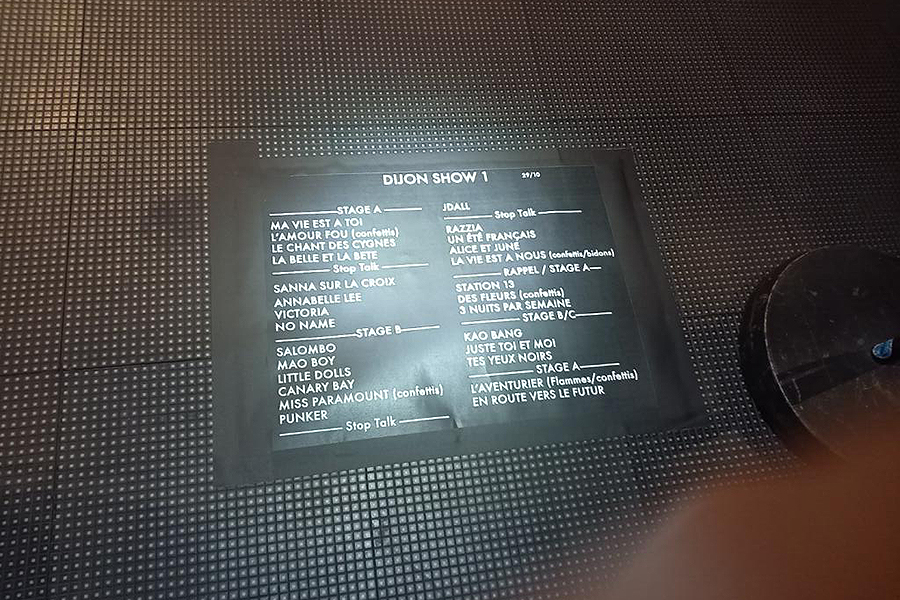 DIJON SHOW 1 29/10
STAGE A
MA VIE EST A TOI
L'AMOUR FOU (confettis)
LE CHANT DES CYGNES
LA BELLE ET LA BETE
Stop Talk
SANNA SUR LA CROIX
ANNABELLE LEE
VICTORIA
NO NAME
STAGE B
SALOMBO
MAO BOY
LITTLE DOLLS
CANARY BAY
MISS PARAMOUNT (confettis)
PUNKER
Stop Talk
JDALL
Stop Talk
RAZZIA
UN ÉTÉ FRANÇAIS
ALICE ET JUNE
LA VIE EST A NOUS (confettis/bidons)
RAPPEL / STAGE A
STATION 13
DES FLEURS (confettis)
3 NUITS PAR SEMAINE
STAGE B/C
KAO BANG
JUSTE TOI ET MOI
TES YEUX NOIRS
STAGE A
L'AVENTURIER (Flammes/confettis)
EN ROUTE VERS LE FUTUR